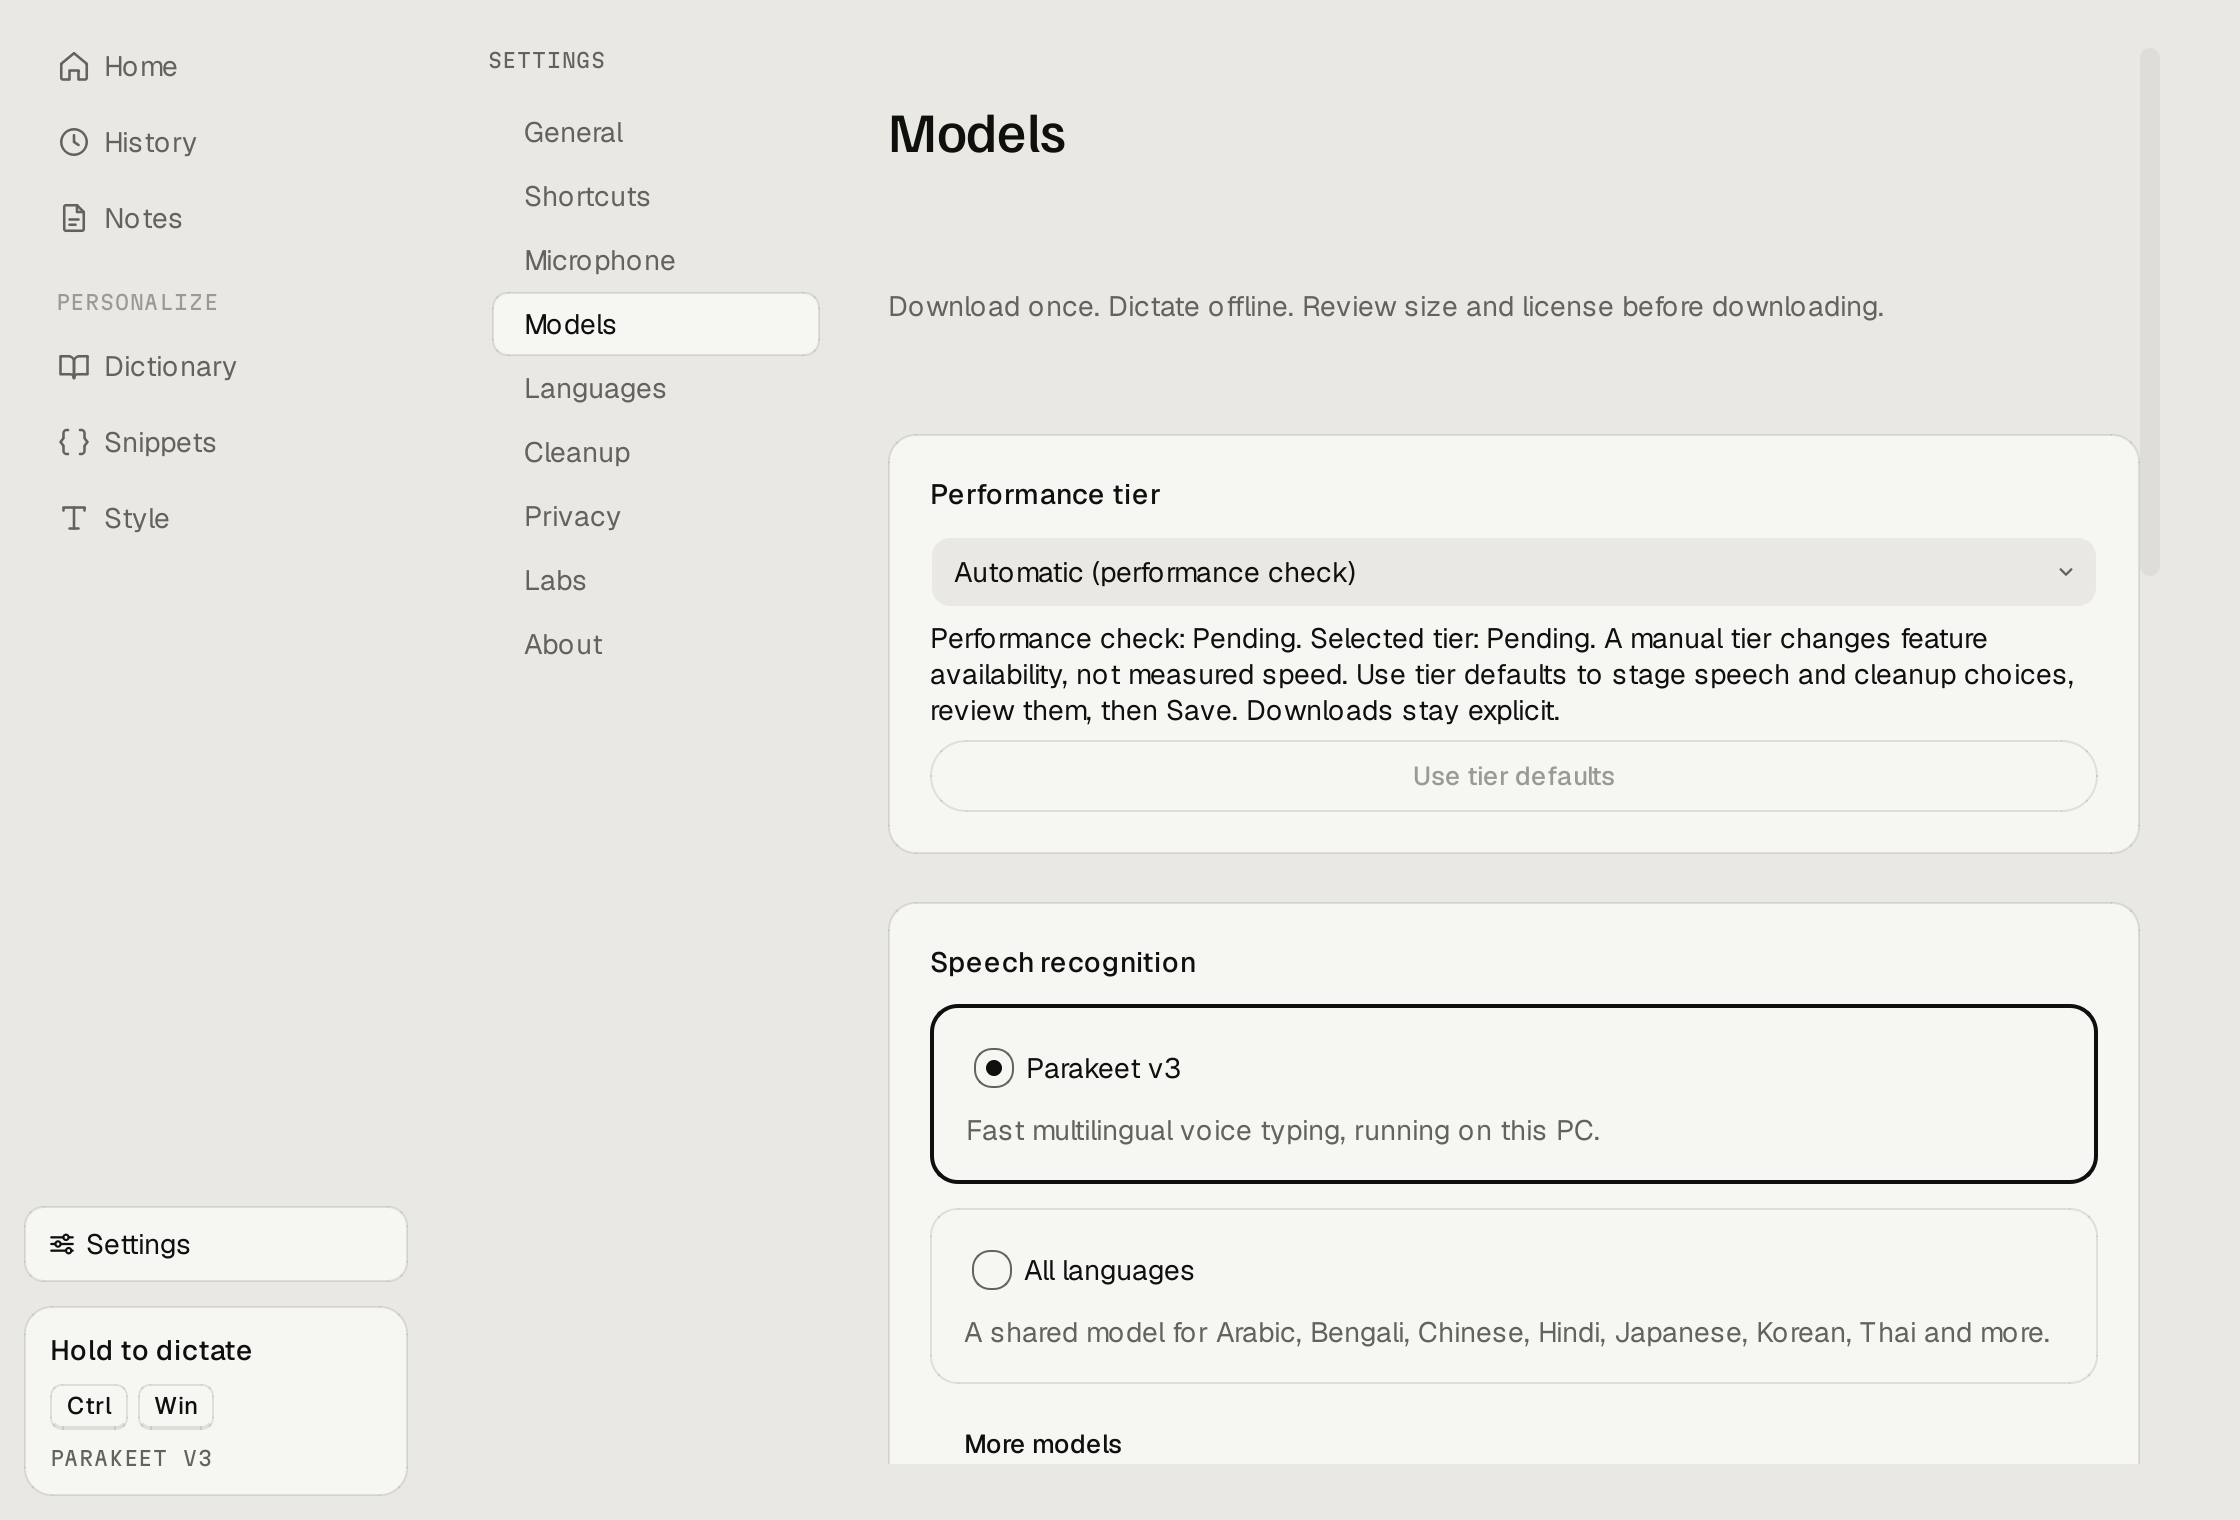 Home
History
Notes
PERSONALIZE
Dictionary
Snippets
Style
Settings
Hold to dictate
Ctrl Win
PARAKEET V3
SETTINGS
General
Shortcuts
Microphone
Models
Languages
Cleanup
Privacy
Labs
About
Models
Download once. Dictate offline. Review size and license before downloading.
Performance tier
Automatic (performance check)
Performance check: Pending. Selected tier: Pending. A manual tier changes feature
availability, not measured speed. Use tier defaults to stage speech and cleanup choices,
review them, then Save. Downloads stay explicit.
Use tier defaults
Speech recognition
Parakeet v3
Fast multilingual voice typing, running on this PC.
All languages
A shared model for Arabic, Bengali, Chinese, Hindi, Japanese, Korean, Thai and more.
More models